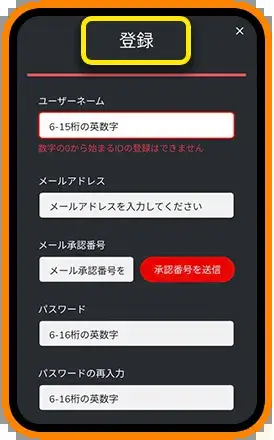 登録
×
ユーザーネーム
6-15桁の英数字
数字の0から始まるIDの登録はできません
メールアドレス
メールアドレスを入力してください
メール承認番号
メール承認番号を 承認番号を送信
パスワード
6-16桁の英数字
パスワードの再入力
6-16桁の英数字